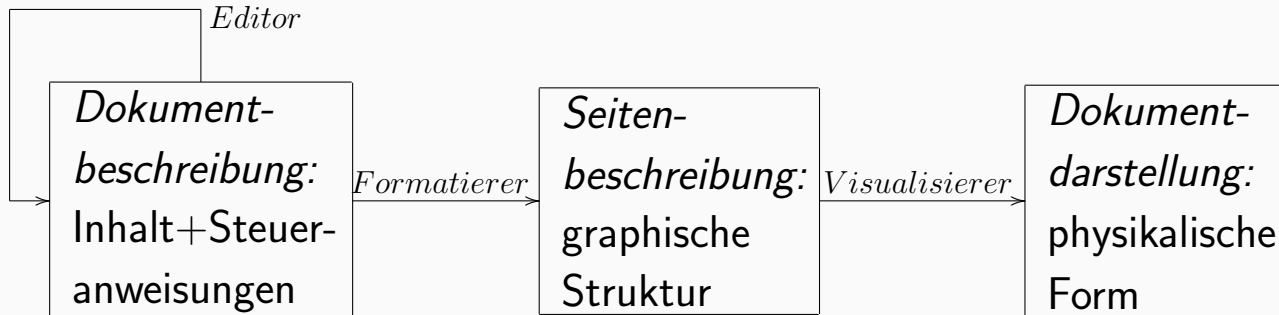 Editor
Dokument-
beschreibung:
Inhalt+Steuer-
anweisungen
Formatierer
Seiten-
beschreibung:
graphische
Struktur
Visualisierer
Dokument-
darstellung:
physikalische
Form